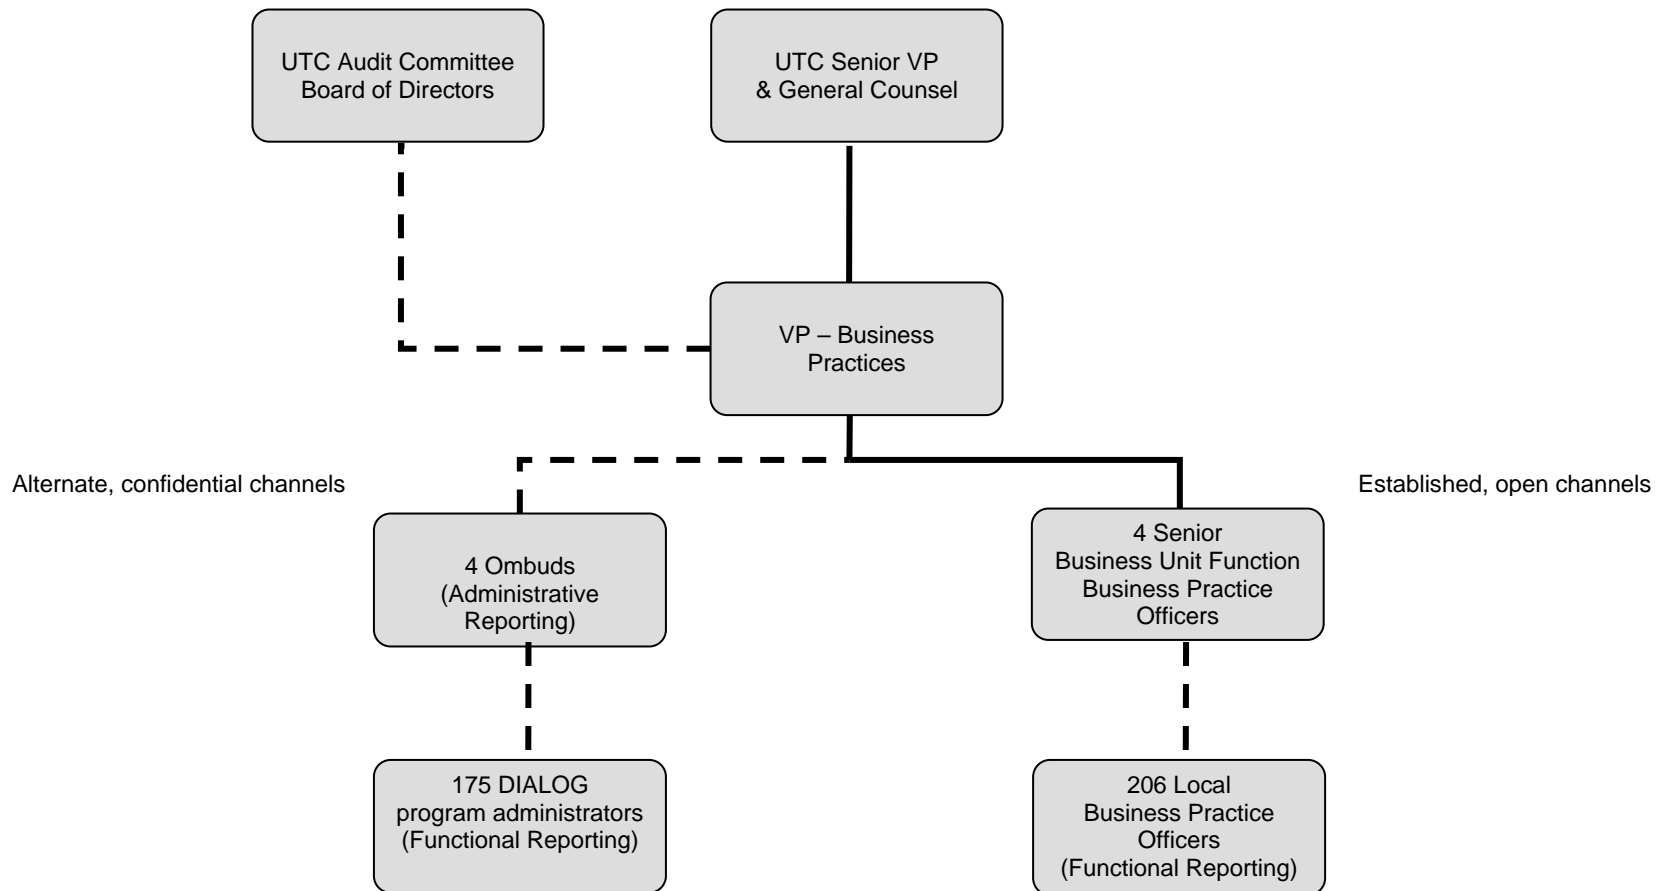 UTC Audit Committee
Board of Directors
UTC Senior VP
& General Counsel
VP – Business
Practices
Alternate, confidential channels
Established, open channels
4 Ombuds
(Administrative
Reporting)
4 Senior
Business Unit Function
Business Practice
Officers
175 DIALOG
program administrators
(Functional Reporting)
206 Local
Business Practice
Officers
(Functional Reporting)